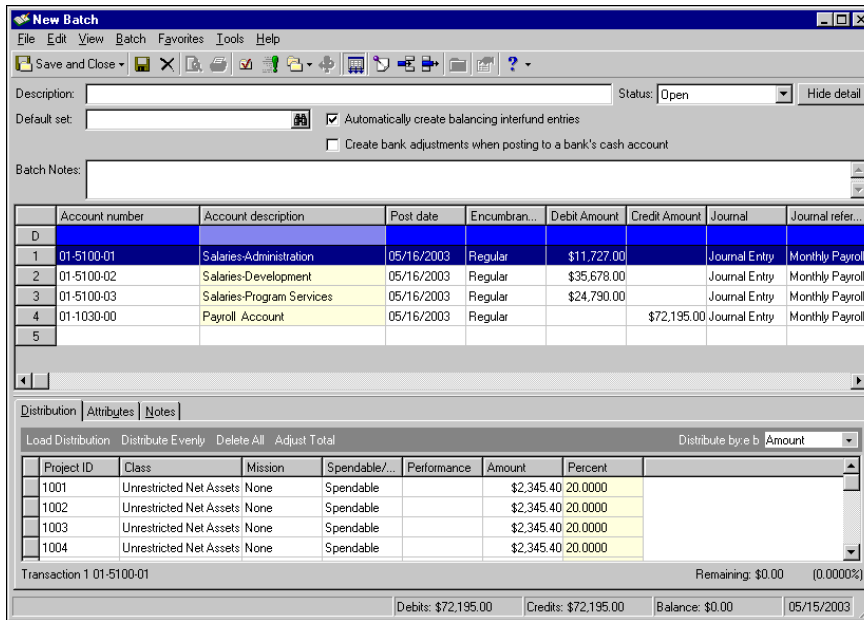 New Batch
File Edit View Batch Favorites Tools Help
Save and Close
Description: Status: Open Hide detail
Default set: Automatically create balancing interfund entries
Create bank adjustments when posting to a bank's cash account
Batch Notes:
Account number Account description Post date Encumbran... Debit Amount Credit Amount Journal Journal refer...
D
1 01-5100-01 Salaries-Administration 05/16/2003 Regular $11,727.00 Journal Entry Monthly Payroll
2 01-5100-02 Salaries-Development 05/16/2003 Regular $35,678.00 Journal Entry Monthly Payroll
3 01-5100-03 Salaries-Program Services 05/16/2003 Regular $24,790.00 Journal Entry Monthly Payroll
4 01-1030-00 Payroll Account 05/16/2003 Regular $72,195.00 Journal Entry Monthly Payroll
5
Distribution Attributes Notes
Load Distribution Distribute Evenly Delete All Adjust Total Distribute by:e b Amount
Project ID Class Mission Spendable/... Performance Amount Percent
1001 Unrestricted Net Assets None Spendable $2,345.40 20.0000
1002 Unrestricted Net Assets None Spendable $2,345.40 20.0000
1003 Unrestricted Net Assets None Spendable $2,345.40 20.0000
1004 Unrestricted Net Assets None Spendable $2,345.40 20.0000
Transaction 1 01-5100-01 Remaining: $0.00 (0.0000%)
Debits: $72,195.00 Credits: $72,195.00 Balance: $0.00 05/15/2003